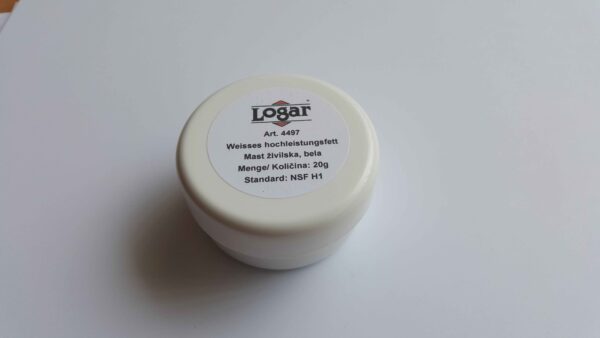 Logar
Art. 4497
Weisses hochleistungsfett
Mast živilska, bela
Menge/ Količina: 20g
Standard: NSF H1